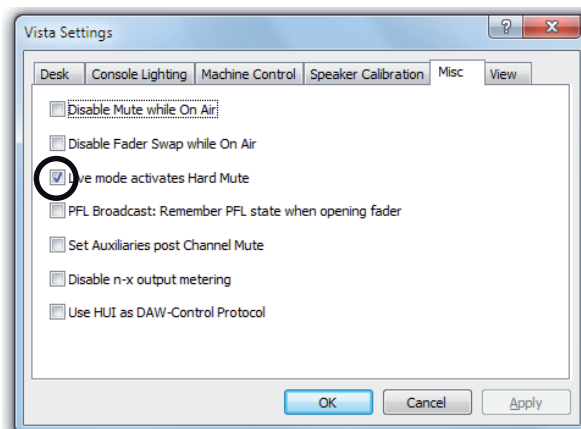 Vista Settings
Desk Console Lighting Machine Control Speaker Calibration Misc View
Disable Mute while On Air
Disable Fader Swap while On Air
Live mode activates Hard Mute
PFL Broadcast: Remember PFL state when opening fader
Set Auxiliaries post Channel Mute
Disable n-x output metering
Use HUI as DAW-Control Protocol
OK Cancel Apply